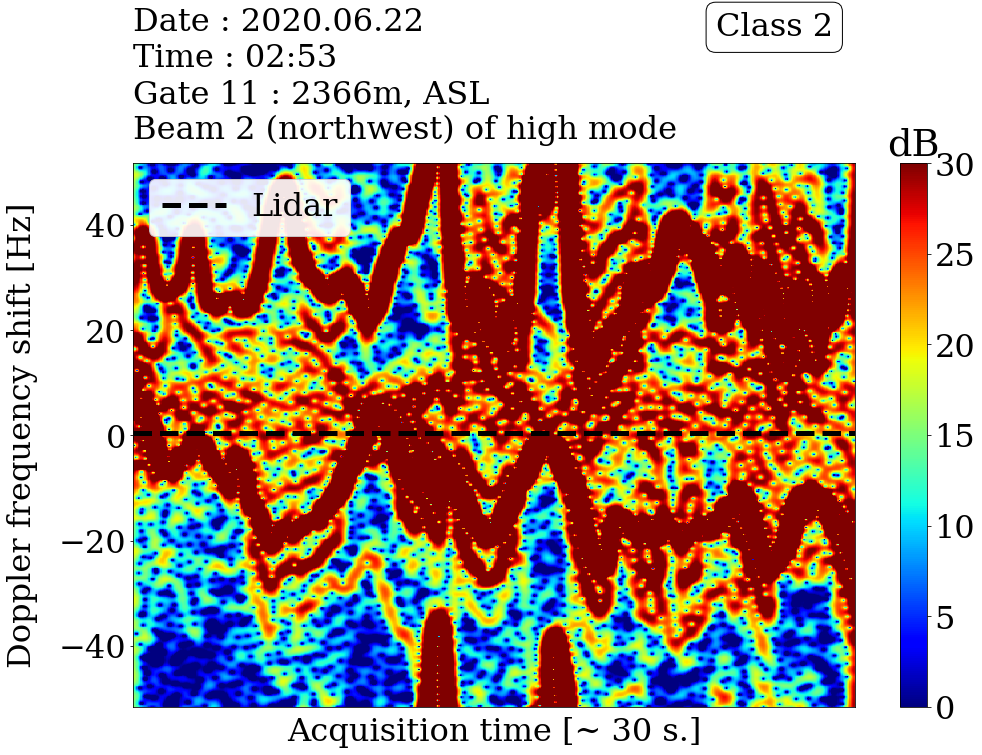 Date : 2020.06.22
Time : 02:53
Gate 11 : 2366m, ASL
Beam 2 (northwest) of high mode
Class 2
dB
Lidar
Doppler frequency shift [Hz]
40
20
0
−20
−40
30
25
20
15
10
5
0
Acquisition time [~ 30 s.]